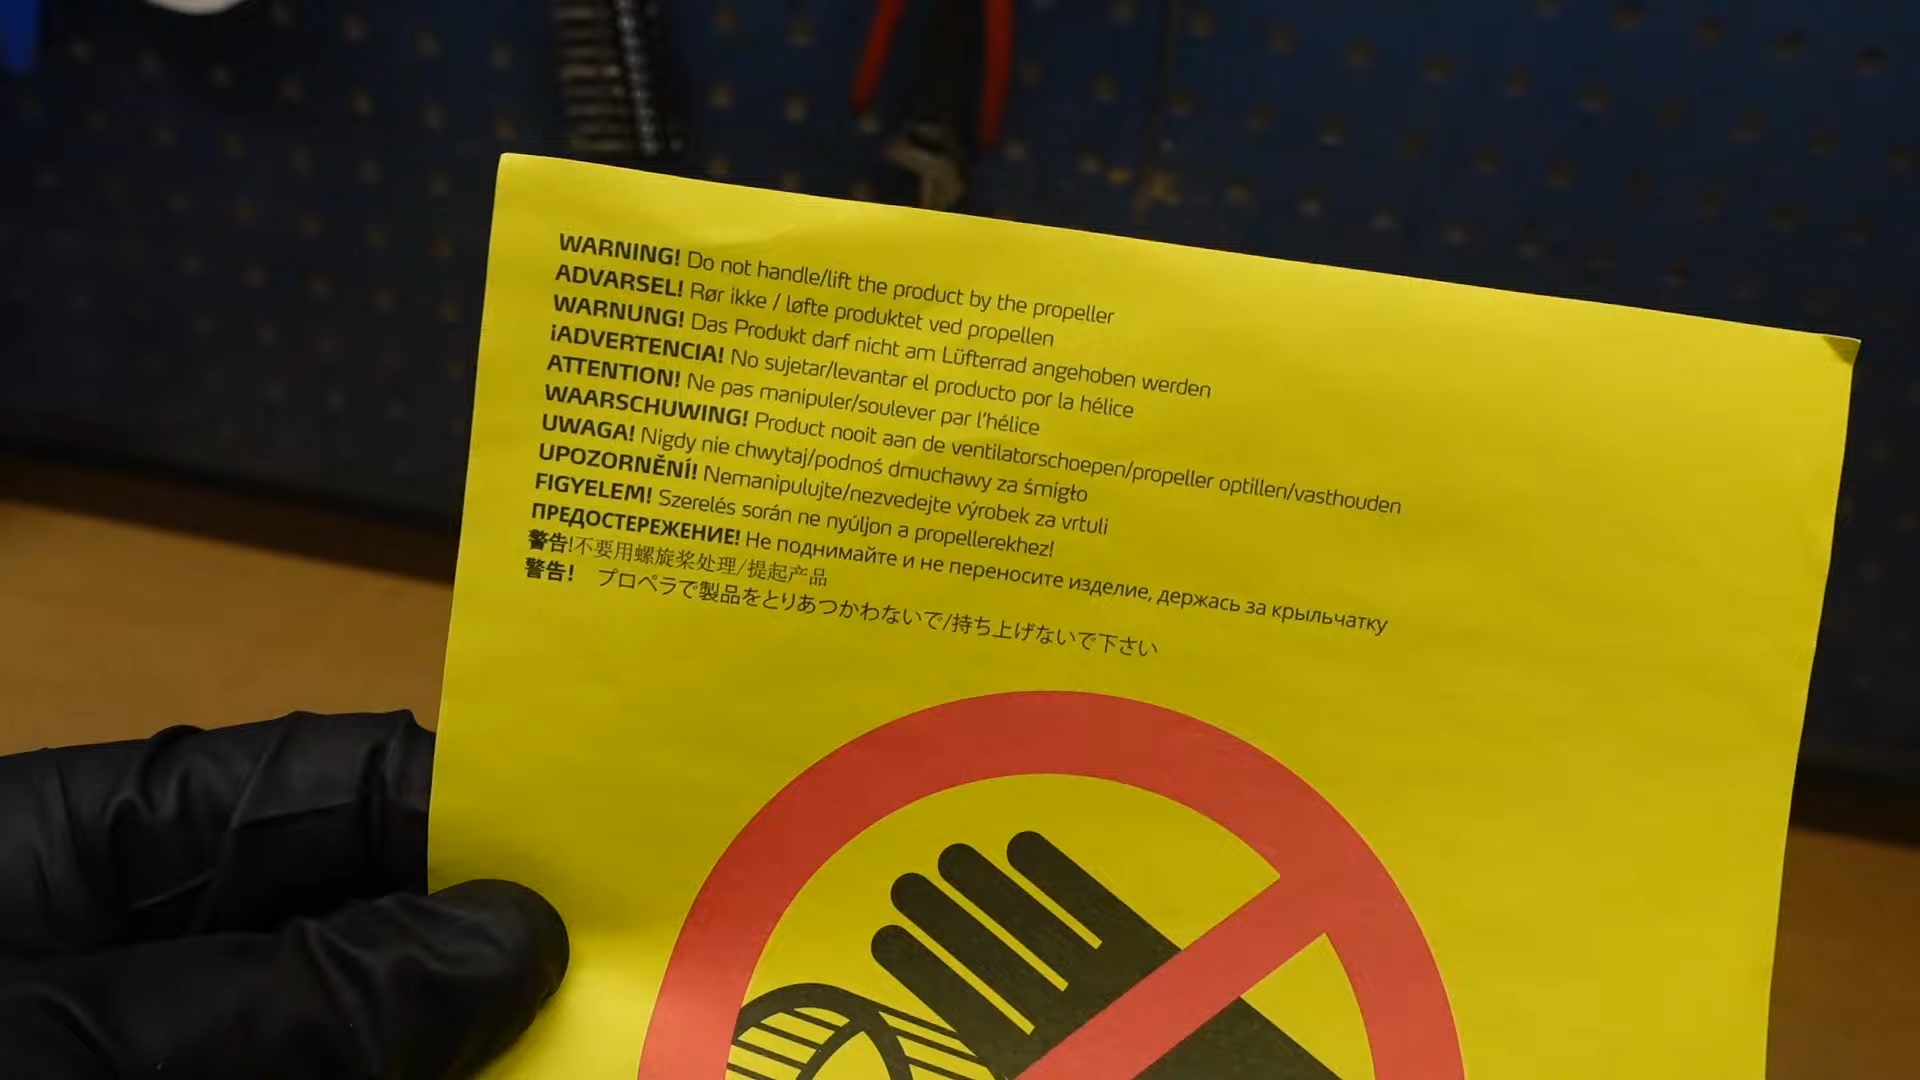 WARNING! Do not handle/lift the product by the propeller
ADVARSEL! Rør ikke / løfte produktet ved propellen
WARNUNG! Das Produkt darf nicht am Lüfterrad angehoben werden
¡ADVERTENCIA! No sujetar/levantar el producto por la hélice
ATTENTION! Ne pas manipuler/soulever par l'hélice
WAARSCHUWING! Product nooit aan de ventilatorschoepen/propeller optillen/vasthouden
UWAGA! Nigdy nie chwytaj/podnoś dmuchawy za śmigło
UPOZORNĚNÍ! Nemanipulujte/nezvedejte výrobek za vrtuli
FIGYELEM! Szerelés során ne nyúljon a propellerekhez!
ПРЕДОСТЕРЕЖЕНИЕ! Не поднимайте и не переносите изделие, держась за крыльчатку
警告!不要用螺旋桨处理/提起产品
警告! プロペラで製品をとりあつかわないで/持ち上げないで下さい